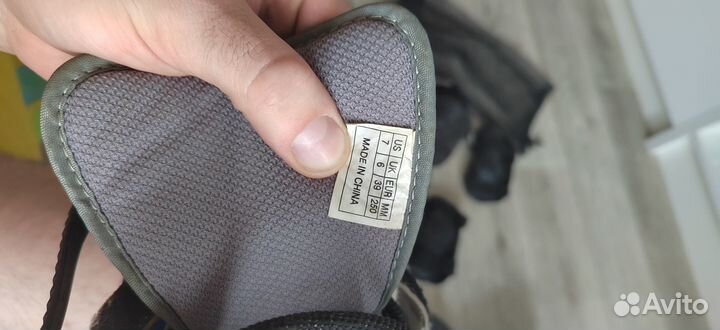 US UK EUR MM
7 6 39 250
MADE IN CHINA
Avito